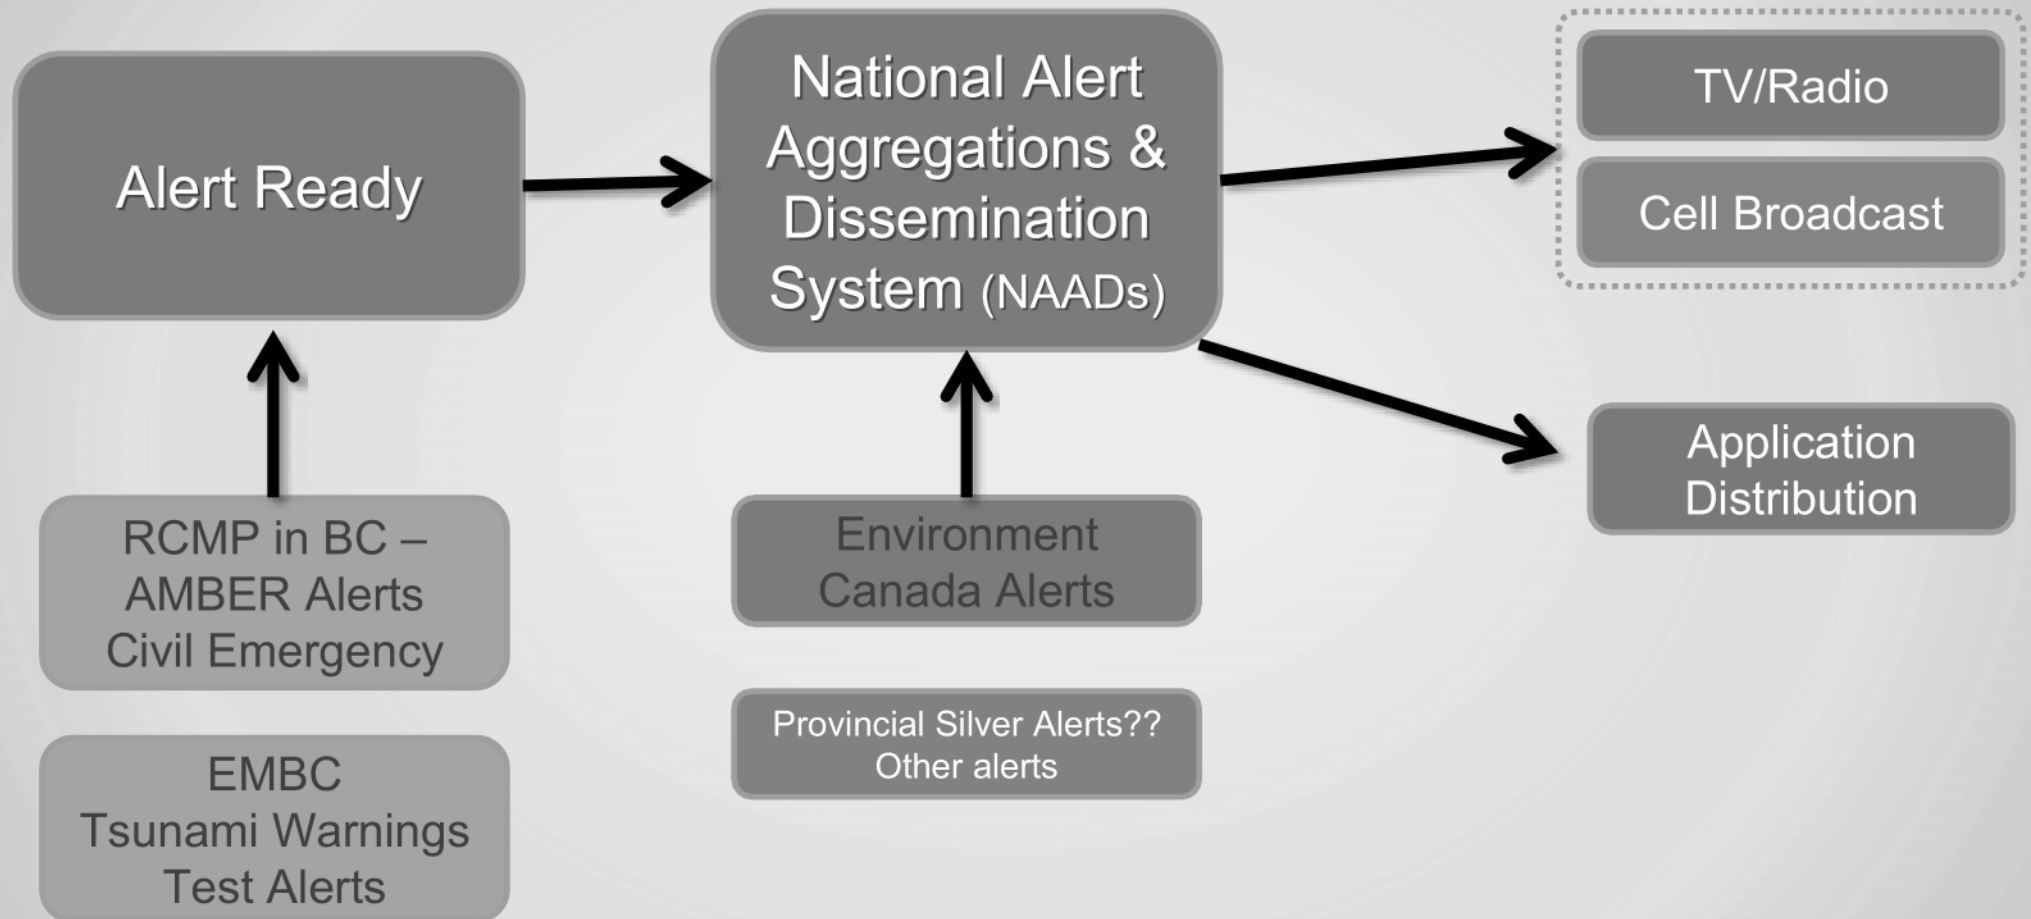 Alert Ready
National Alert
Aggregations &
Dissemination
System (NAADs)
TV/Radio
Cell Broadcast
Application
Distribution
RCMP in BC –
AMBER Alerts
Civil Emergency
Environment
Canada Alerts
Provincial Silver Alerts??
Other alerts
EMBC
Tsunami Warnings
Test Alerts